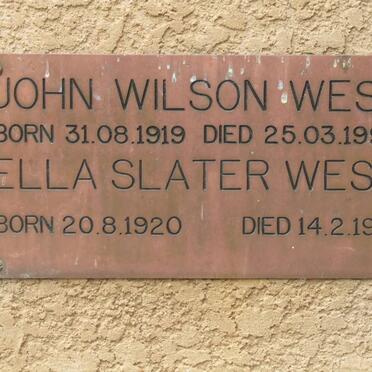 JOHN WILSON WES
BORN 31.08.1919 DIED 25.03.199
ELLA SLATER WES
BORN 20.8.1920 DIED 14.2.19